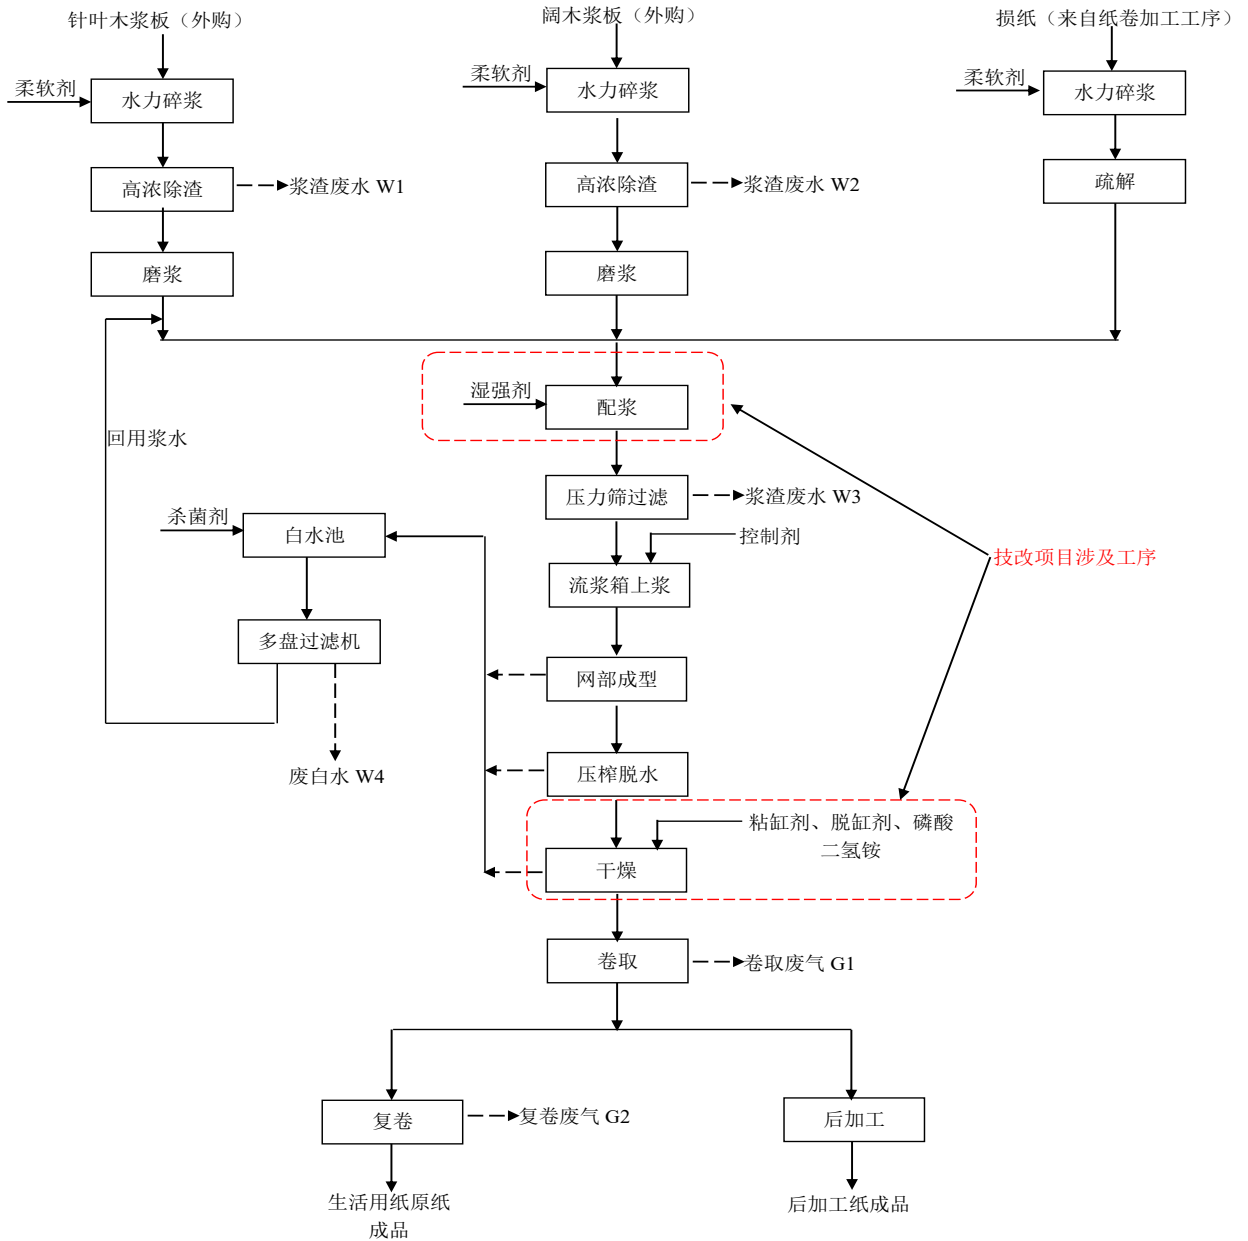 针叶木浆板（外购）
阔木浆板（外购）
损纸（来自纸卷加工工序）
柔软剂
水力碎浆
柔软剂
水力碎浆
柔软剂
水力碎浆
高浓除渣
浆渣废水 W1
高浓除渣
浆渣废水 W2
疏解
磨浆
磨浆
湿强剂
配浆
回用浆水
压力筛过滤
浆渣废水 W3
杀菌剂
白水池
控制剂
技改项目涉及工序
流浆箱上浆
多盘过滤机
网部成型
废白水 W4
压榨脱水
粘缸剂、脱缸剂、磷酸
二氢铵
干燥
卷取
卷取废气 G1
复卷
复卷废气 G2
后加工
生活用纸原纸
成品
后加工纸成品